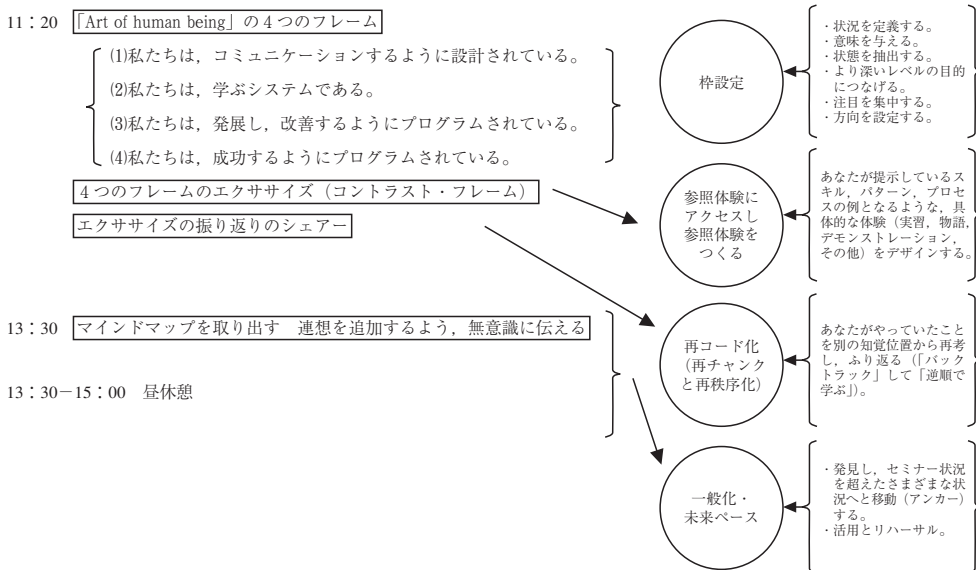 11：20 「Art of human being」の4つのフレーム
(1)私たちは，コミュニケーションするように設計されている。
(2)私たちは，学ぶシステムである。
(3)私たちは，発展し，改善するようにプログラムされている。
(4)私たちは，成功するようにプログラムされている。
4つのフレームのエクササイズ（コントラスト・フレーム）
エクササイズの振り返りのシェアー
13：30 マインドマップを取り出す　連想を追加するよう，無意識に伝える
13：30－15：00　昼休憩
枠設定
・状況を定義する。
・意味を与える。
・状態を抽出する。
・より深いレベルの目的
につなげる。
・注目を集中する。
・方向を設定する。
参照体験に
アクセスし
参照体験を
つくる
あなたが提示しているス
キル，パターン，プロセ
スの例となるような，具
体的な体験（実習，物語，
デモンストレーション，
その他）をデザインする。
再コード化
（再チャンク
と再秩序化）
あなたがやっていたこと
を別の知覚位置から再考
し，ふり返る（「バック
トラック」して「逆順で
学ぶ」）。
一般化・
未来ペース
・発見し，セミナー状況
を超えたさまざまな状
況へと移動（アンカー）
する。
・活用とリハーサル。